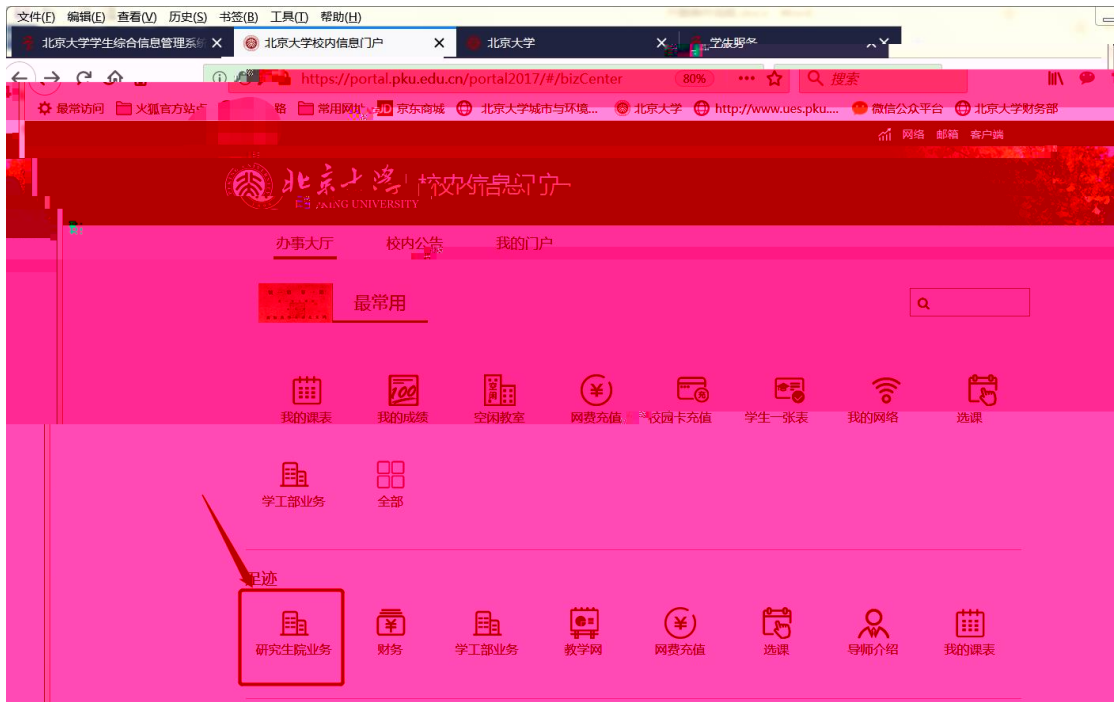 文件(F) 编辑(E) 查看(V) 历史(S) 书签(B) 工具(T) 帮助(H)
北京大学学生综合信息管理系统 北京大学校内信息门户 北京大学
https://portal.pku.edu.cn/portal2017/#/bizCenter 80% 搜索
最常访问 火狐官方站点 常用网址 京东商城 北京大学城市与环境... 北京大学 http://www.ues.pku.... 微信公众平台 北京大学财务部
网络 邮箱 客户端
北京大学 校内信息门户
UNIVERSITY
办事大厅 校内公告 我的门户
最常用
我的课表 我的成绩 空闲教室 网费充值 校园卡充值 学生一张表 我的网络 选课
学工部业务 全部
足迹
研究生院业务 财务 学工部业务 教学网 网费充值 选课 导师介绍 我的课表